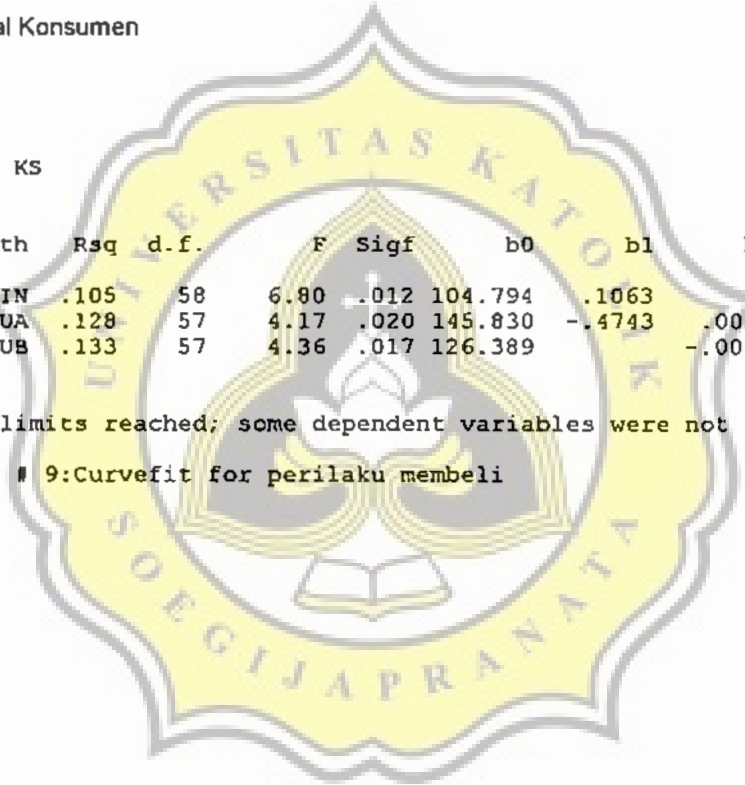 al Konsumen
KS
th Rsq d.f. F Sigf b0 b1
IN .105 58 6.80 .012 104.794 .1063
UA .128 57 4.17 .020 145.830 -.4743 .00
UB .133 57 4.36 .017 126.389 -.00
limits reached; some dependent variables were not
# 9:Curvefit for perilaku membeli
UNIVERSITAS KATOLIK
SOEGIJAPRANATA